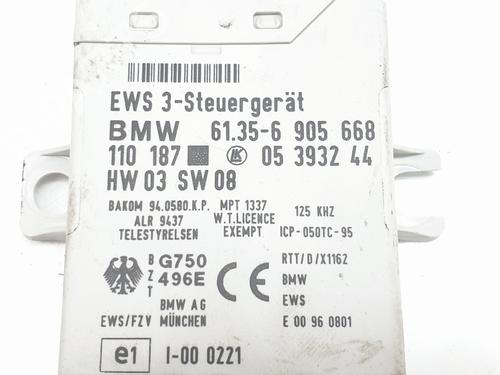 EWS 3-Steuergerät
BMW 61.35-6 905 668
110 187 LK 05 3932 44
HW 03 SW 08
BAKOM 94.0580.K.P. MPT 1337 125 KHZ
ALR 9437 W.T.LICENCE
TELESTYRELSEN EXEMPT ICP-050TC-95
B G750 RTT/D/X1162
Z 496E CE BMW
T BMW AG EWS
EWS/FZV MÜNCHEN E 00 96 0801
e1 I-00 0221